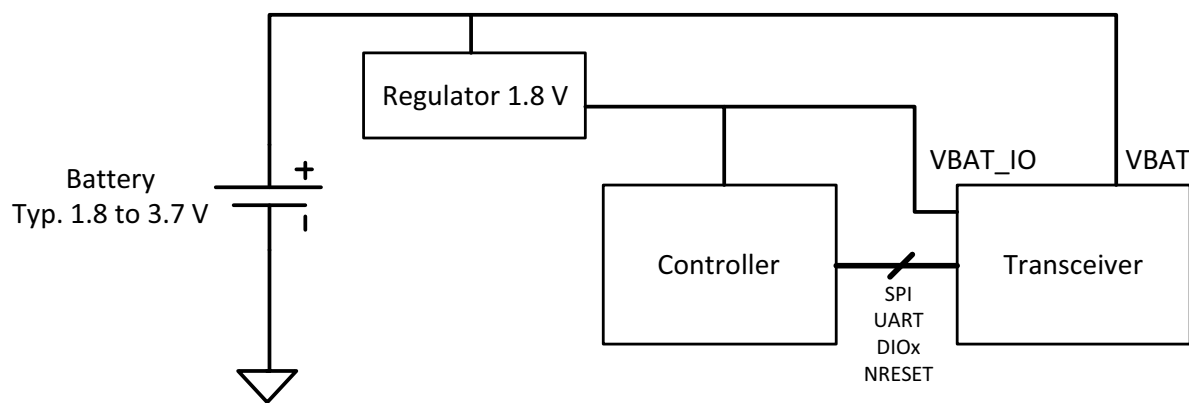 Regulator 1.8 V
VBAT_IO
VBAT
Battery
Typ. 1.8 to 3.7 V
+
Controller
Transceiver
SPI
UART
DIOx
NRESET